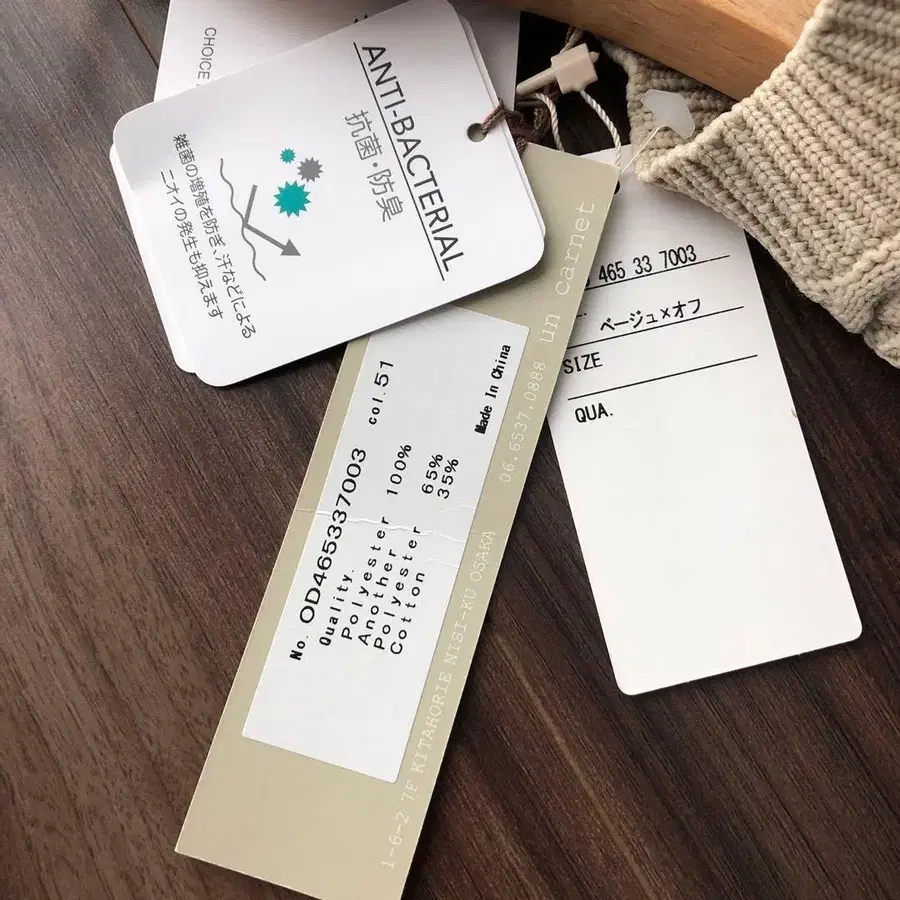 CHOICE
ANTI-BACTERIAL
抗菌・防臭
雑菌の増殖を防ぎ、汗などによる
ニオイの発生も抑えます
un carnet
06.6537.0888
1-6-2 7F KITAHORIE NISI-KU OSAKA
No. OD465337003 col.51
Quality.
Polyester 100%
Another
Polyester 65%
Cotton 35%
Made In China
465 33 7003
ベージュ×オフ
SIZE
QUA.